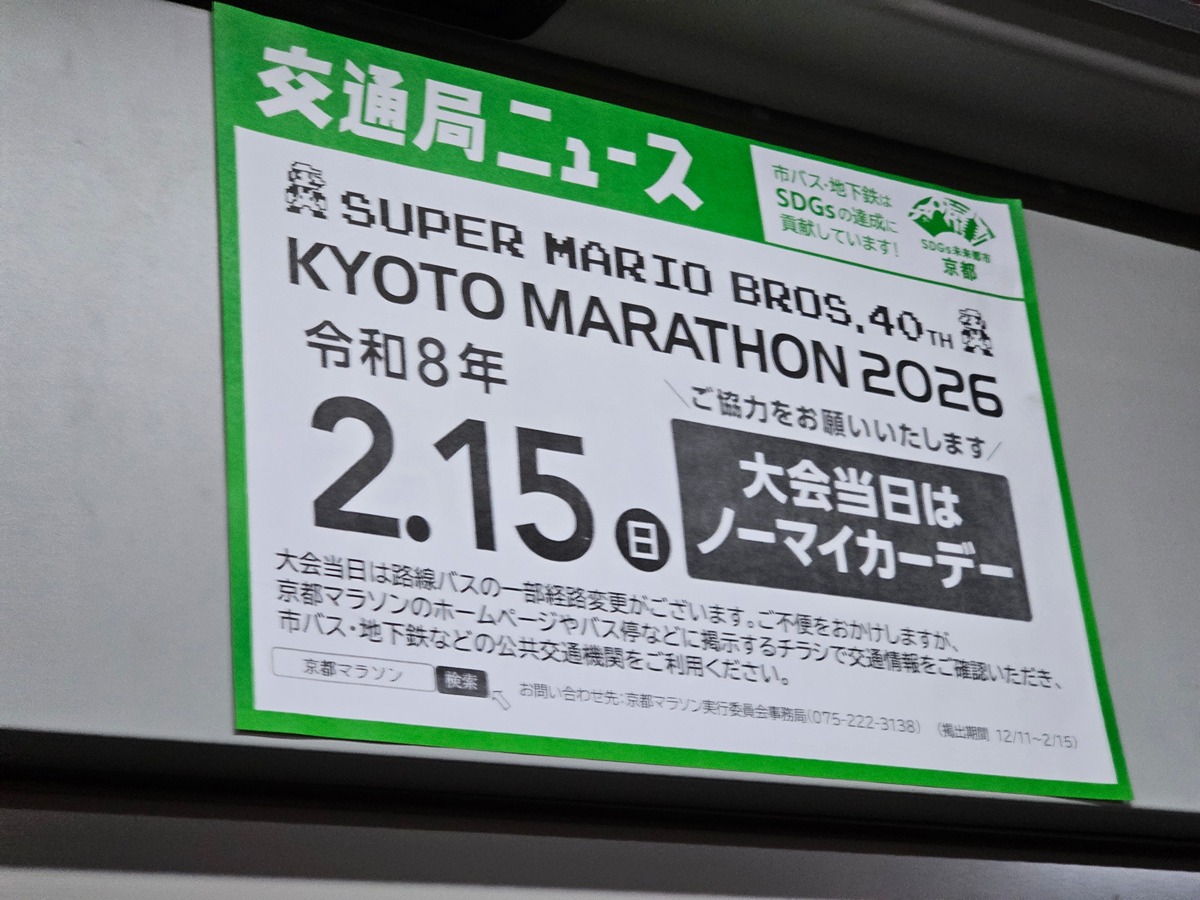 交通局ニュース
市バス・地下鉄は
SDGsの達成に
貢献しています!
SDGs未来都市
京都
SUPER MARIO BROS.40TH
KYOTO MARATHON 2026
令和8年
2.15日
＼ご協力をお願いいたします／
大会当日は
ノーマイカーデー
大会当日は路線バスの一部経路変更がございます。ご不便をおかけしますが、
京都マラソンのホームページやバス停などに掲示するチラシで交通情報をご確認いただき、
市バス・地下鉄などの公共交通機関をご利用ください。
京都マラソン 検索
お問い合わせ先:京都マラソン実行委員会事務局(075-222-3138) (掲出期間 12/11~2/15)